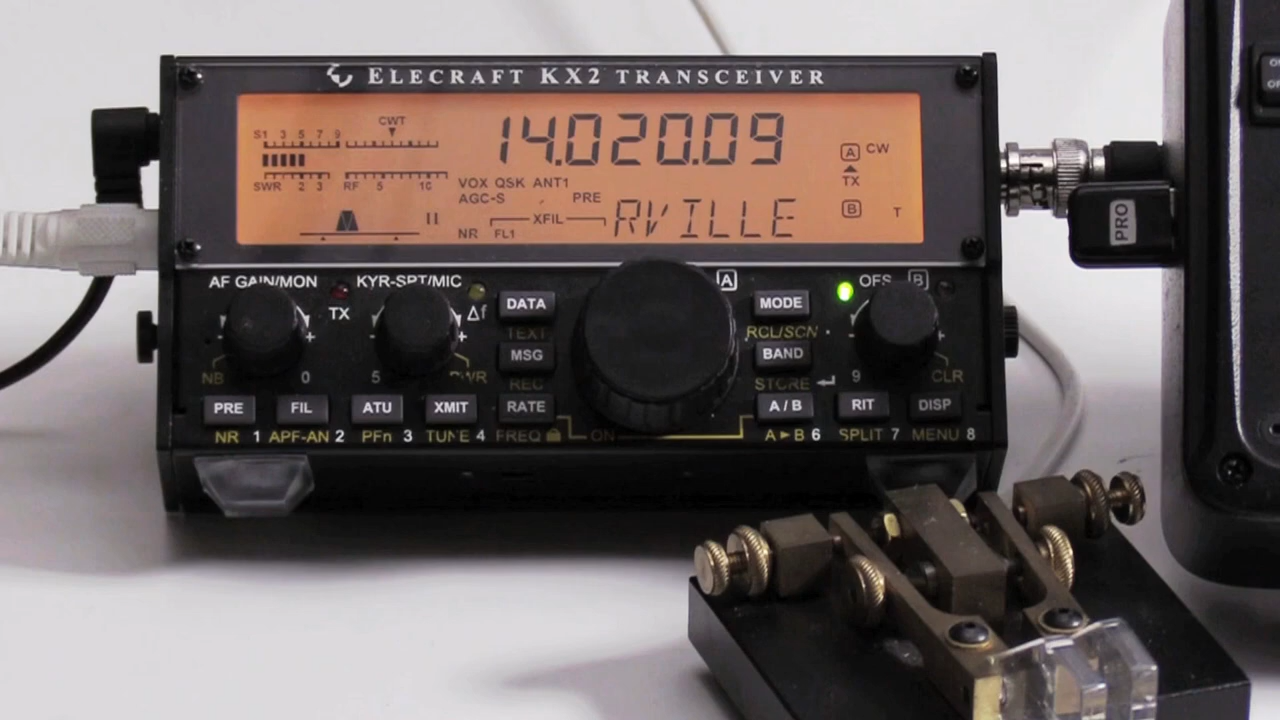 ELECRAFT KX2 TRANSCEIVER
S1 3 5 7 9 CWT
14.020.09
A CW
SWR 2 3 RF 5 10
VOX QSK ANT1
TX
AGC-S PRE
B T
NR FL1 XFIL RVILLE
AF GAIN/MON KYR-SPT/MIC A OFS B
TX Δf
DATA MODE
TEXT RCL/SCN
MSG BAND
NB 0 5 PWR REC STORE 9 CLR
PRE FIL ATU XMIT RATE A / B RIT DISP
NR 1 APF-AN 2 PFn 3 TUNE 4 FREQ ON A►B 6 SPLIT 7 MENU 8
PRO